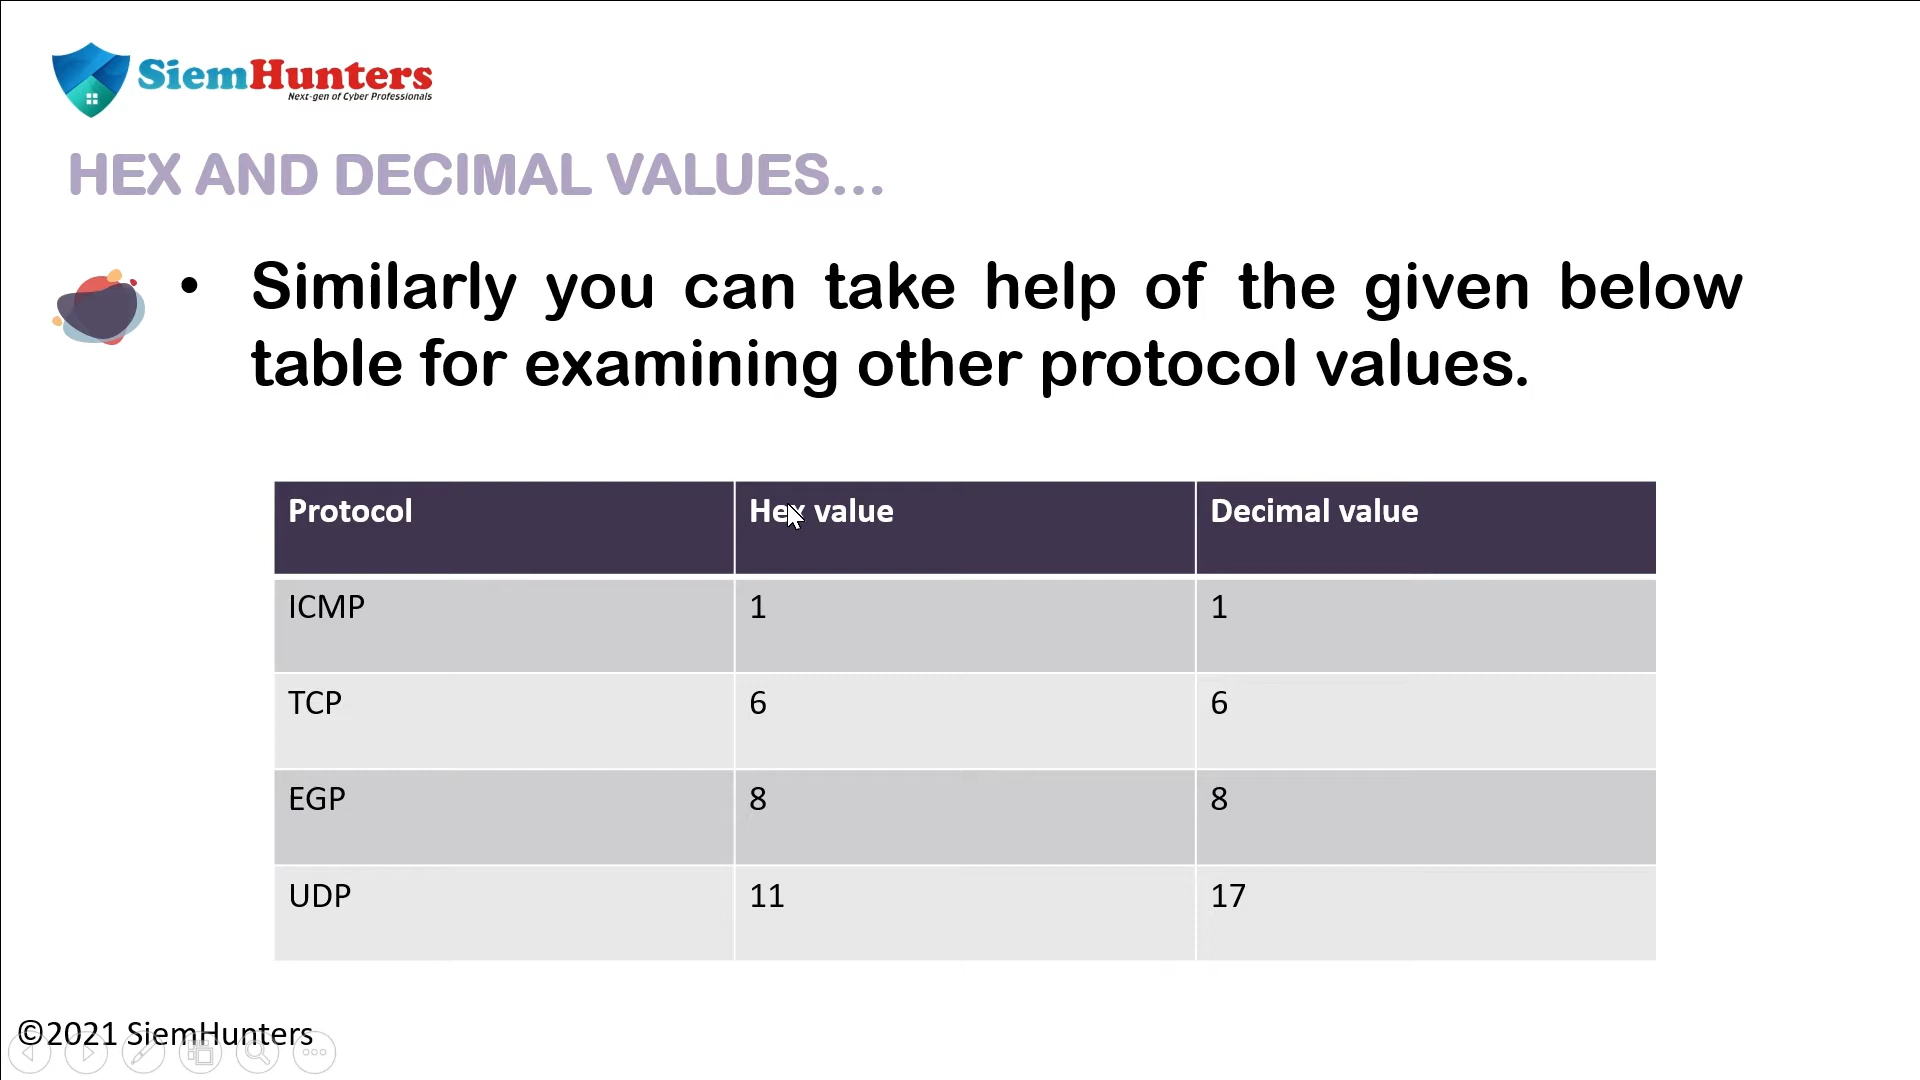 SiemHunters
Next-gen of Cyber Professionals
HEX AND DECIMAL VALUES...
• Similarly you can take help of the given below
table for examining other protocol values.
Protocol Hex value Decimal value
ICMP 1 1
TCP 6 6
EGP 8 8
UDP 11 17
©2021 SiemHunters